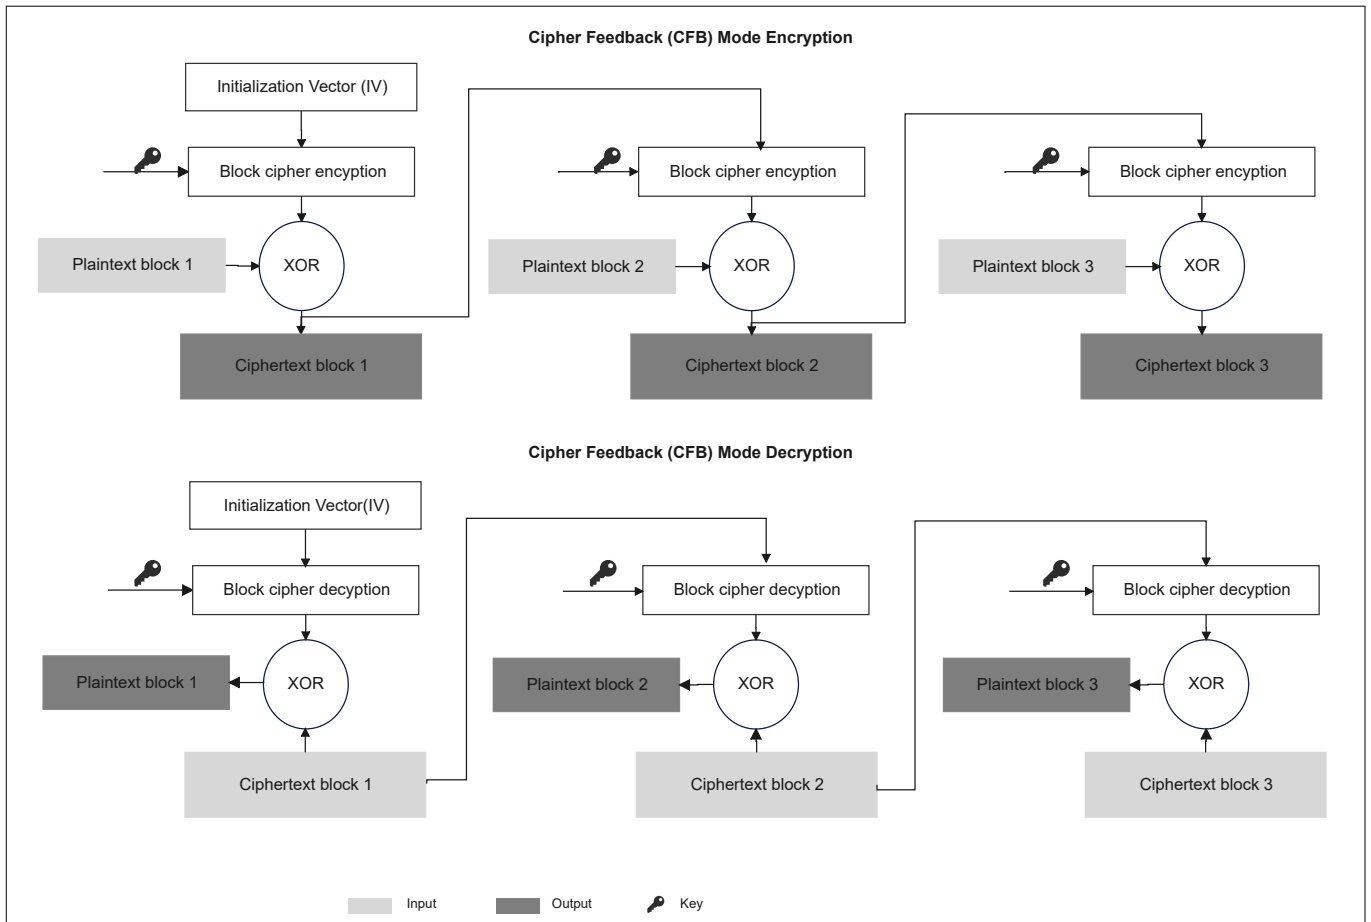 Cipher Feedback (CFB) Mode Encryption
Initialization Vector (IV)
Block cipher encyption
Block cipher encyption
Block cipher encyption
Plaintext block 1
XOR
Plaintext block 2
XOR
Plaintext block 3
XOR
Ciphertext block 1
Ciphertext block 2
Ciphertext block 3
Cipher Feedback (CFB) Mode Decryption
Initialization Vector(IV)
Block cipher decyption
Block cipher decyption
Block cipher decyption
Plaintext block 1
XOR
Plaintext block 2
XOR
Plaintext block 3
XOR
Ciphertext block 1
Ciphertext block 2
Ciphertext block 3
Input
Output
Key